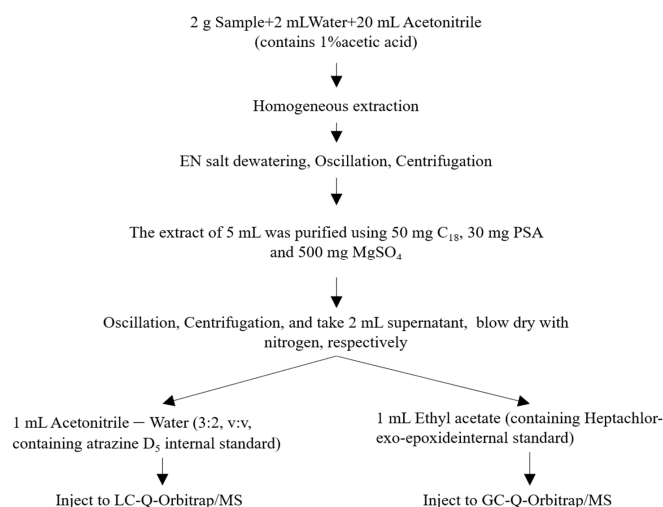 2 g Sample+2 mLWater+20 mL Acetonitrile
(contains 1%acetic acid)
Homogeneous extraction
EN salt dewatering, Oscillation, Centrifugation
The extract of 5 mL was purified using 50 mg C₁₈, 30 mg PSA
and 500 mg MgSO₄
Oscillation, Centrifugation, and take 2 mL supernatant, blow dry with
nitrogen, respectively
1 mL Acetonitrile － Water (3:2, v:v,
containing atrazine D₅ internal standard)
Inject to LC-Q-Orbitrap/MS
1 mL Ethyl acetate (containing Heptachlor-
exo-epoxideinternal standard)
Inject to GC-Q-Orbitrap/MS